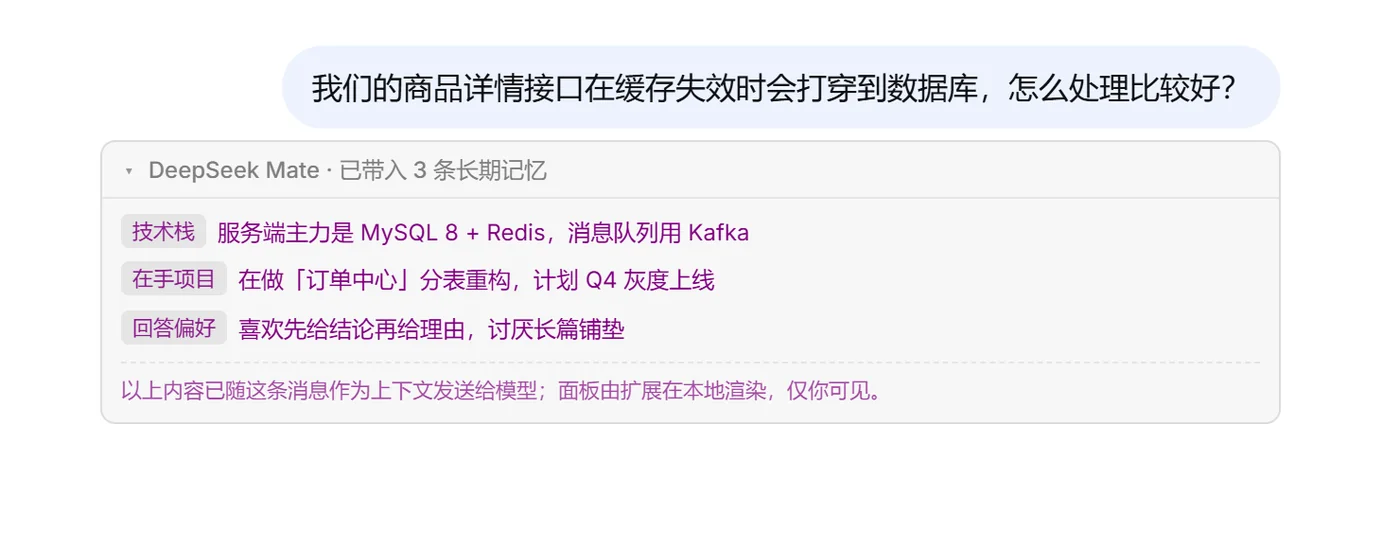 我们的商品详情接口在缓存失效时会打穿到数据库，怎么处理比较好？
▾ DeepSeek Mate · 已带入 3 条长期记忆
技术栈 服务端主力是 MySQL 8 + Redis，消息队列用 Kafka
在手项目 在做「订单中心」分表重构，计划 Q4 灰度上线
回答偏好 喜欢先给结论再给理由，讨厌长篇铺垫
以上内容已随这条消息作为上下文发送给模型；面板由扩展在本地渲染，仅你可见。